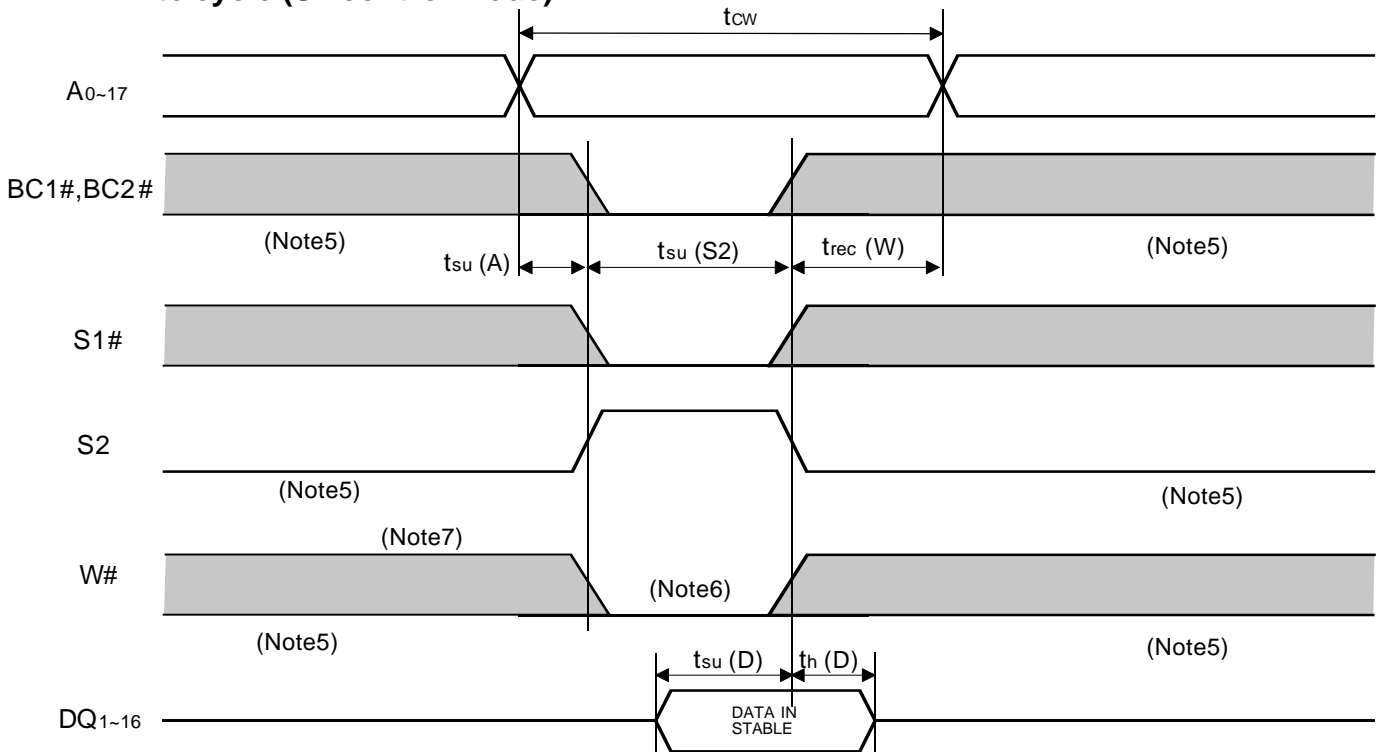 tCW
A0~17
BC1#,BC2#
(Note5)
tsu (A)
tsu (S2)
trec (W)
(Note5)
S1#
S2
(Note5)
(Note5)
(Note7)
W#
(Note6)
(Note5)
(Note5)
tsu (D)
th (D)
DQ1~16
DATA IN
STABLE